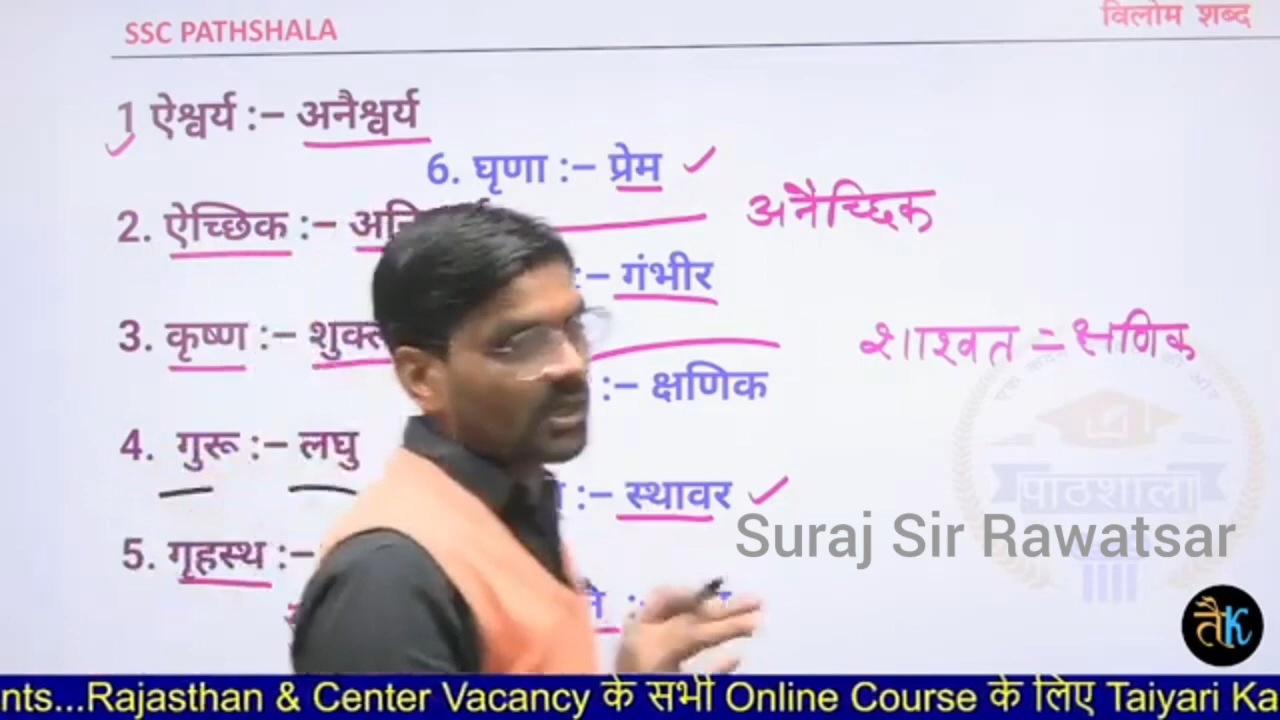 SSC PATHSHALA
विलोम शब्द
1 ऐश्वर्य :– अनैश्वर्य
6. घृणा :– प्रेम
2. ऐच्छिक :–
अनैच्छिक
:– गंभीर
3. कृष्ण :–
शाश्वत = क्षणिक
:– क्षणिक
4. गुरू :– लघु
:– स्थावर
पाठशाला
Suraj Sir Rawatsar
5. गृहस्थ :–
तैK
nts...Rajasthan & Center Vacancy के सभी Online Course के लिए Taiyari Ka